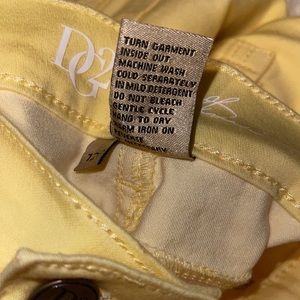 DG2
TURN GARMENT
INSIDE OUT
MACHINE WASH
COLD SEPARATELY
IN MILD DETERGENT
DO NOT BLEACH
GENTLE CYCLE
HANG TO DRY
IRON ON
REVERSE